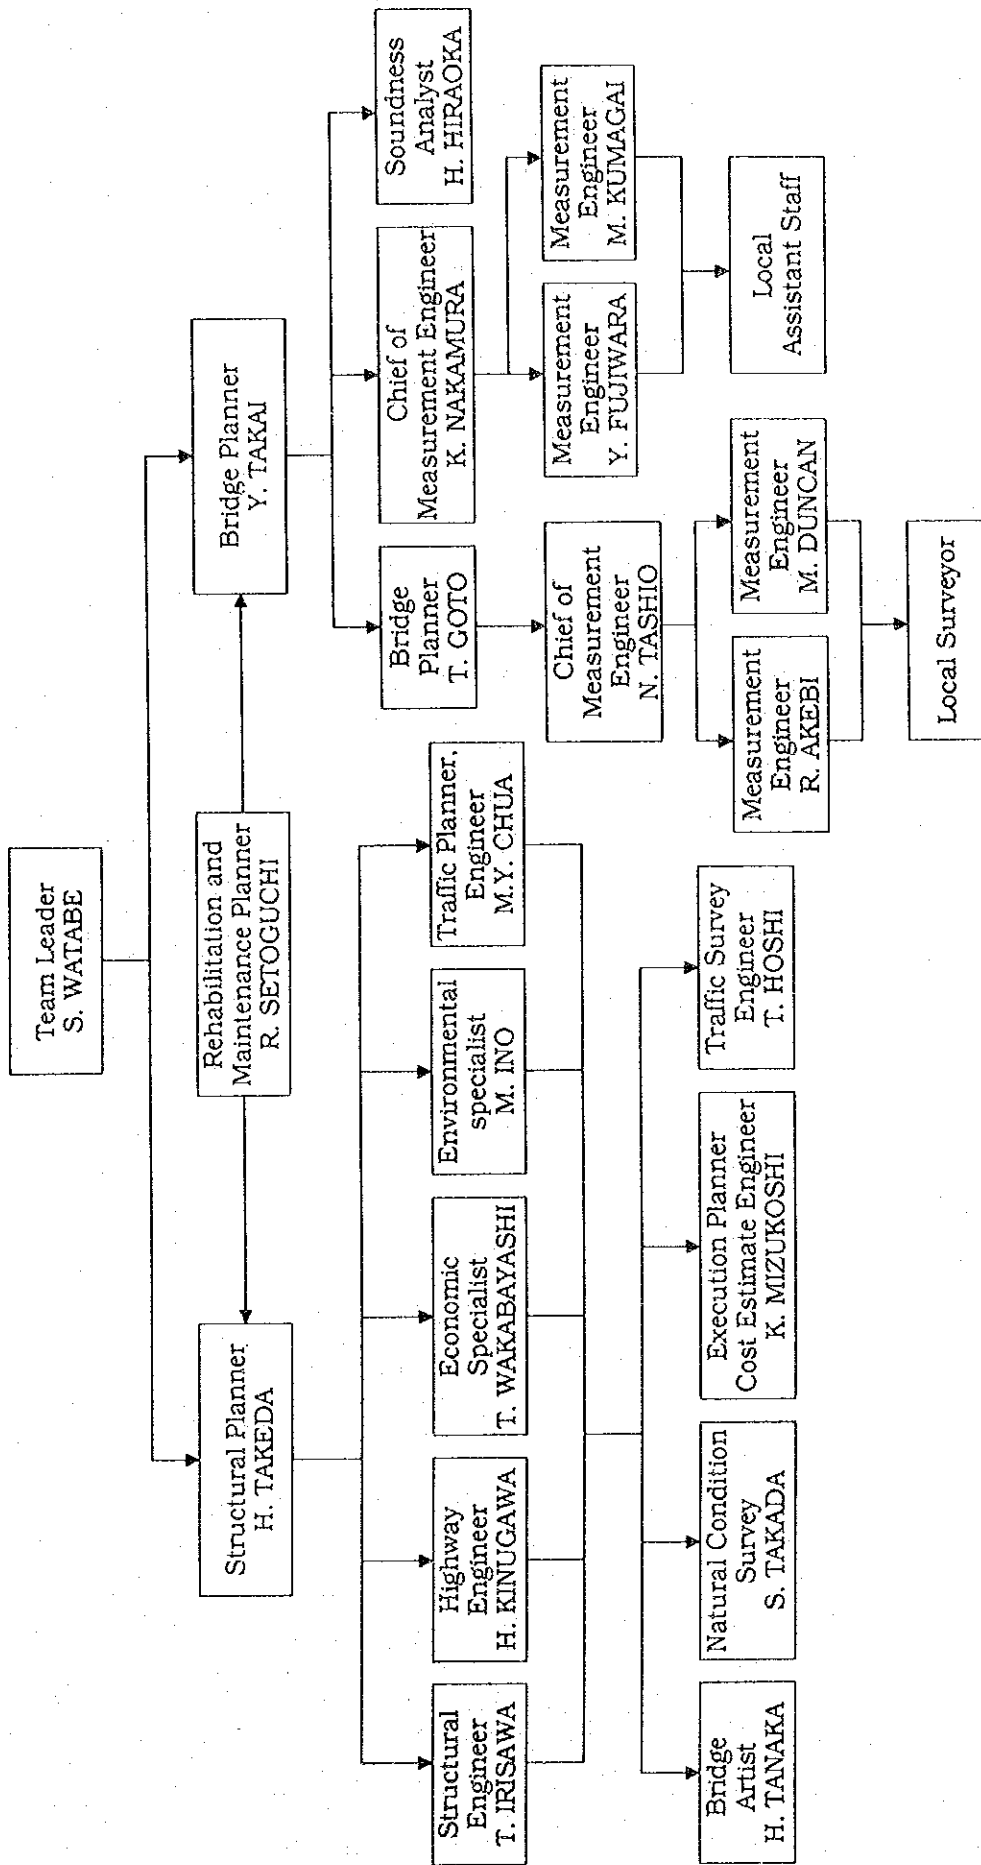 Team Leader
S. WATABE
Rehabilitation and
Maintenance Planner
R. SETOGUCHI
Structural Planner
H. TAKEDA
Bridge Planner
Y. TAKAI
Structural
Engineer
T. IRISAWA
Highway
Engineer
H. KINUGAWA
Economic
Specialist
T. WAKABAYASHI
Environmental
specialist
M. INO
Traffic Planner,
Engineer
M.Y. CHUA
Bridge
Planner
T. GOTO
Chief of
Measurement Engineer
K. NAKAMURA
Soundness
Analyst
H. HIRAOKA
Chief of
Measurement
Engineer
N. TASHIO
Measurement
Engineer
Y. FUJIWARA
Measurement
Engineer
M. KUMAGAI
Bridge
Artist
H. TANAKA
Natural Condition
Survey
S. TAKADA
Execution Planner
Cost Estimate Engineer
K. MIZUKOSHI
Traffic Survey
Engineer
T. HOSHI
Measurement
Engineer
R. AKEBI
Measurement
Engineer
M. DUNCAN
Local
Assistant Staff
Local Surveyor